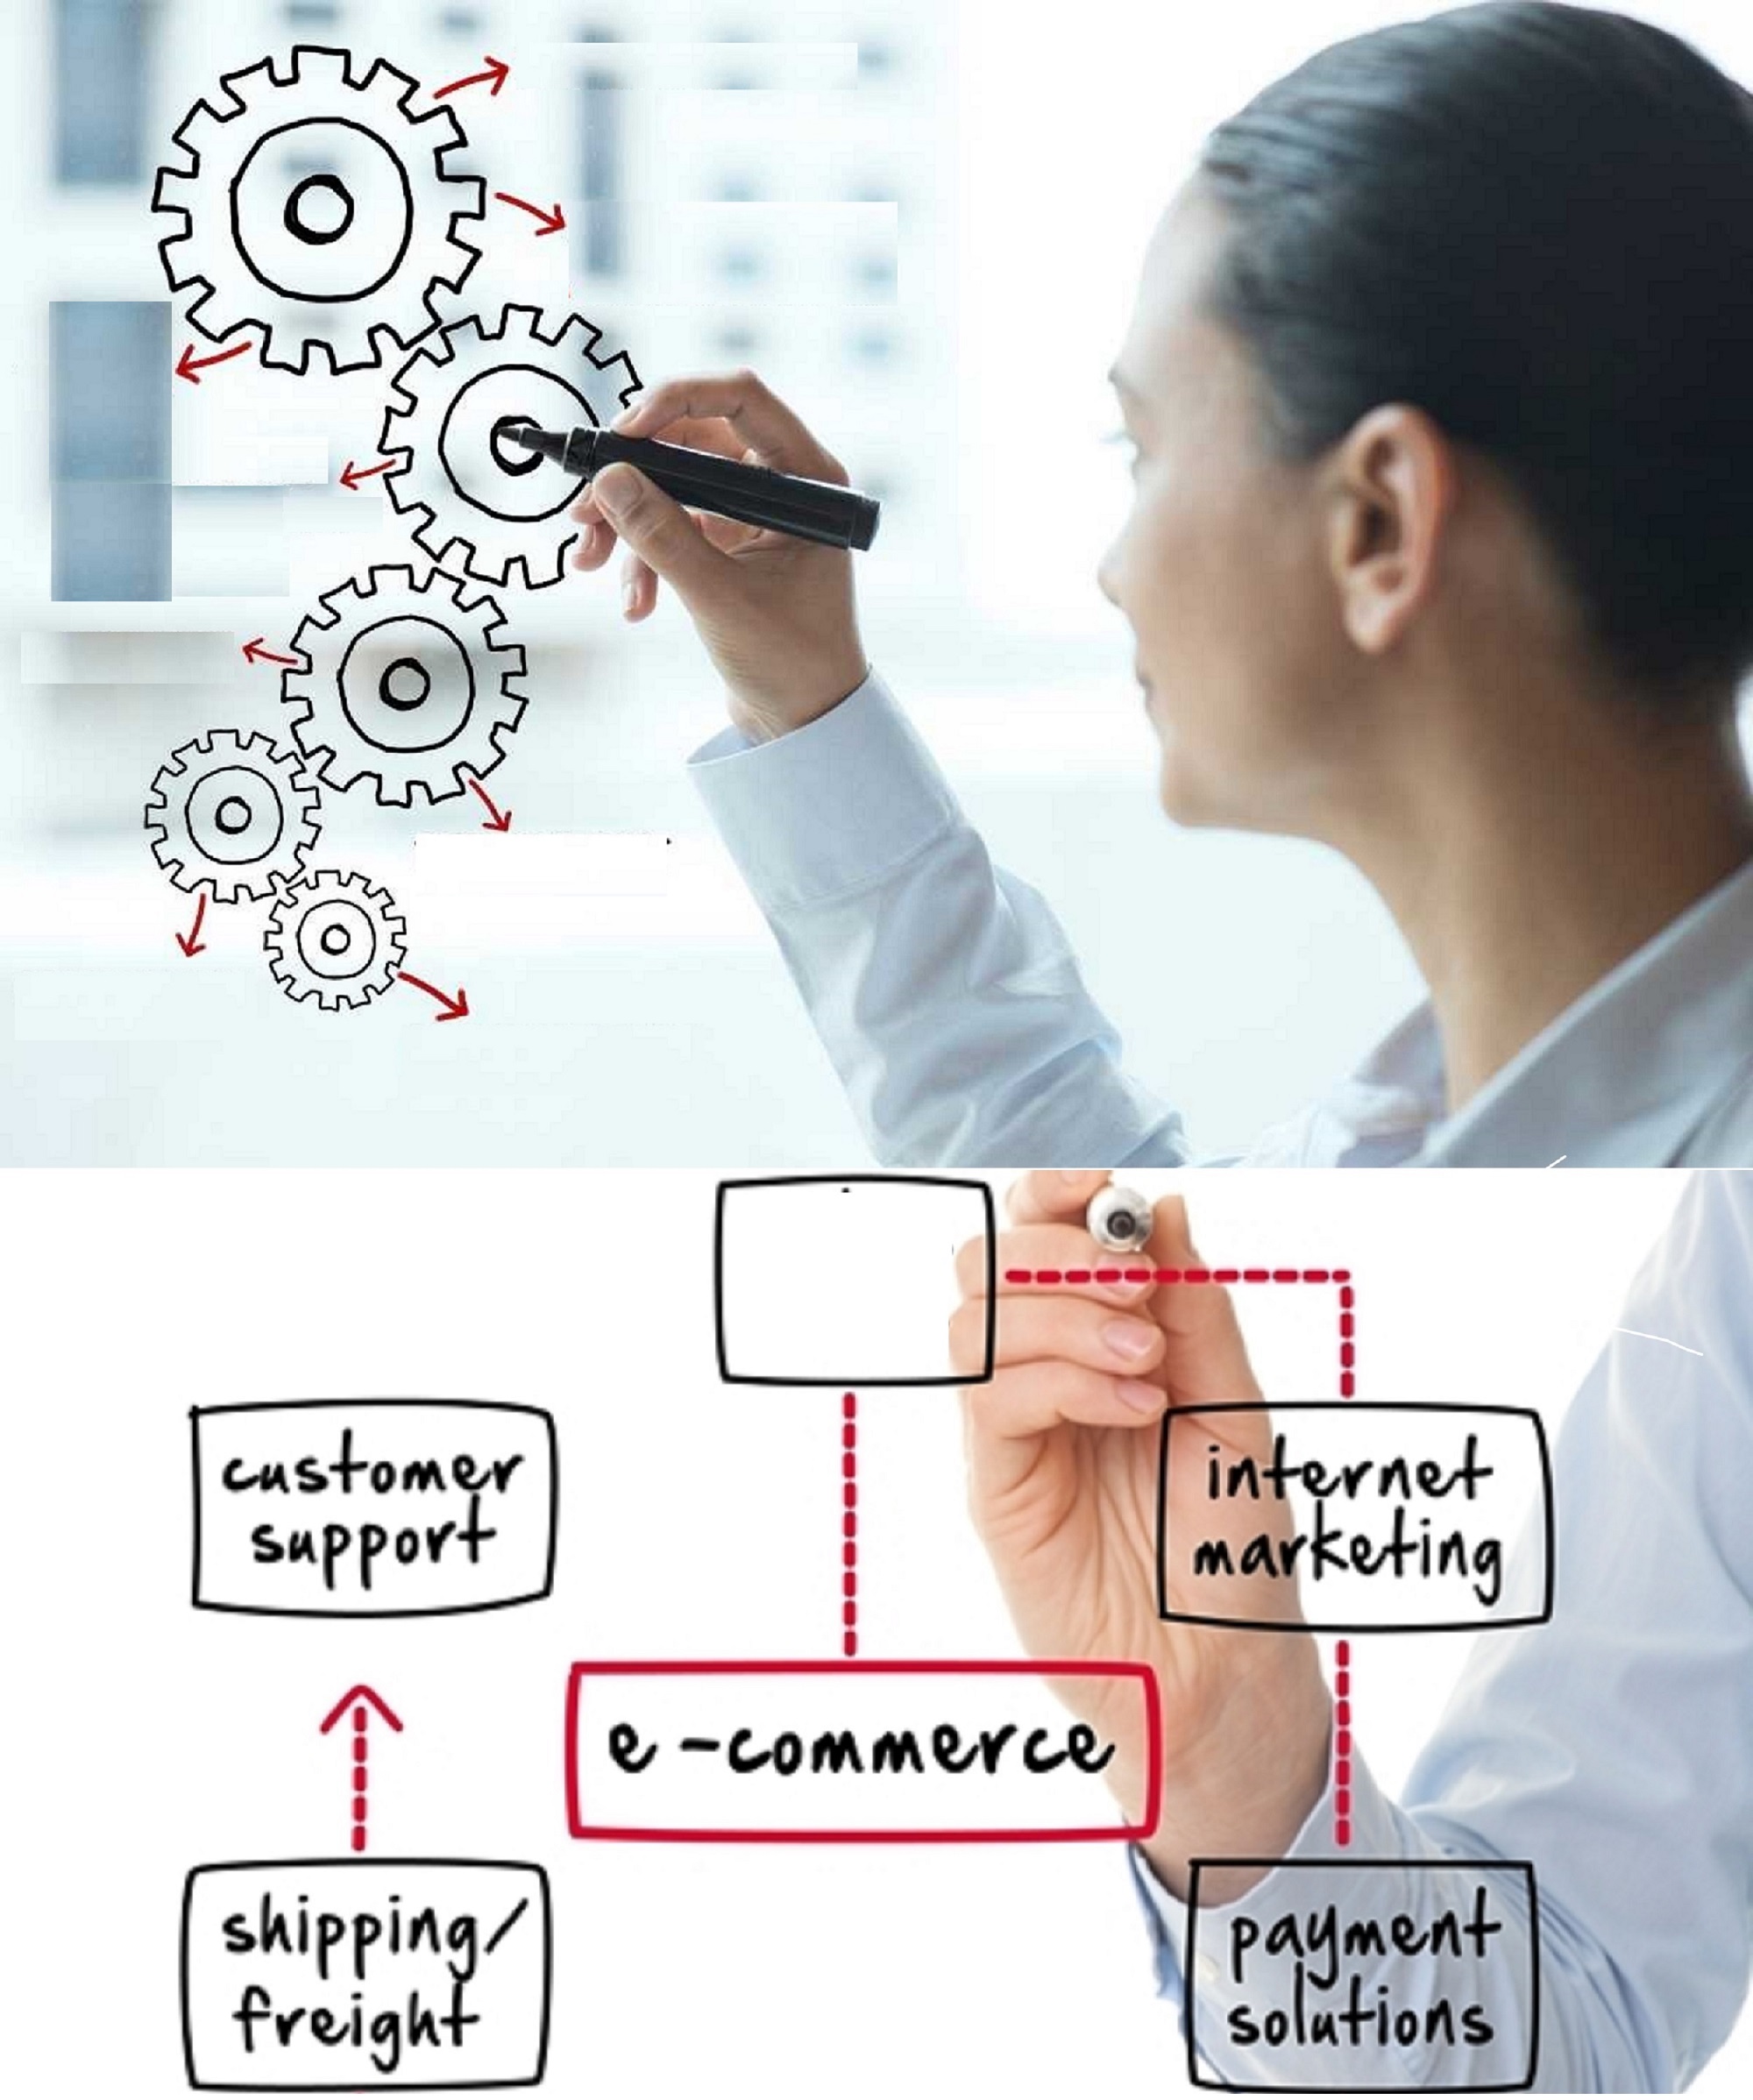 customer
support
internet
marketing
e-commerce
shipping/
freight
payment
solutions